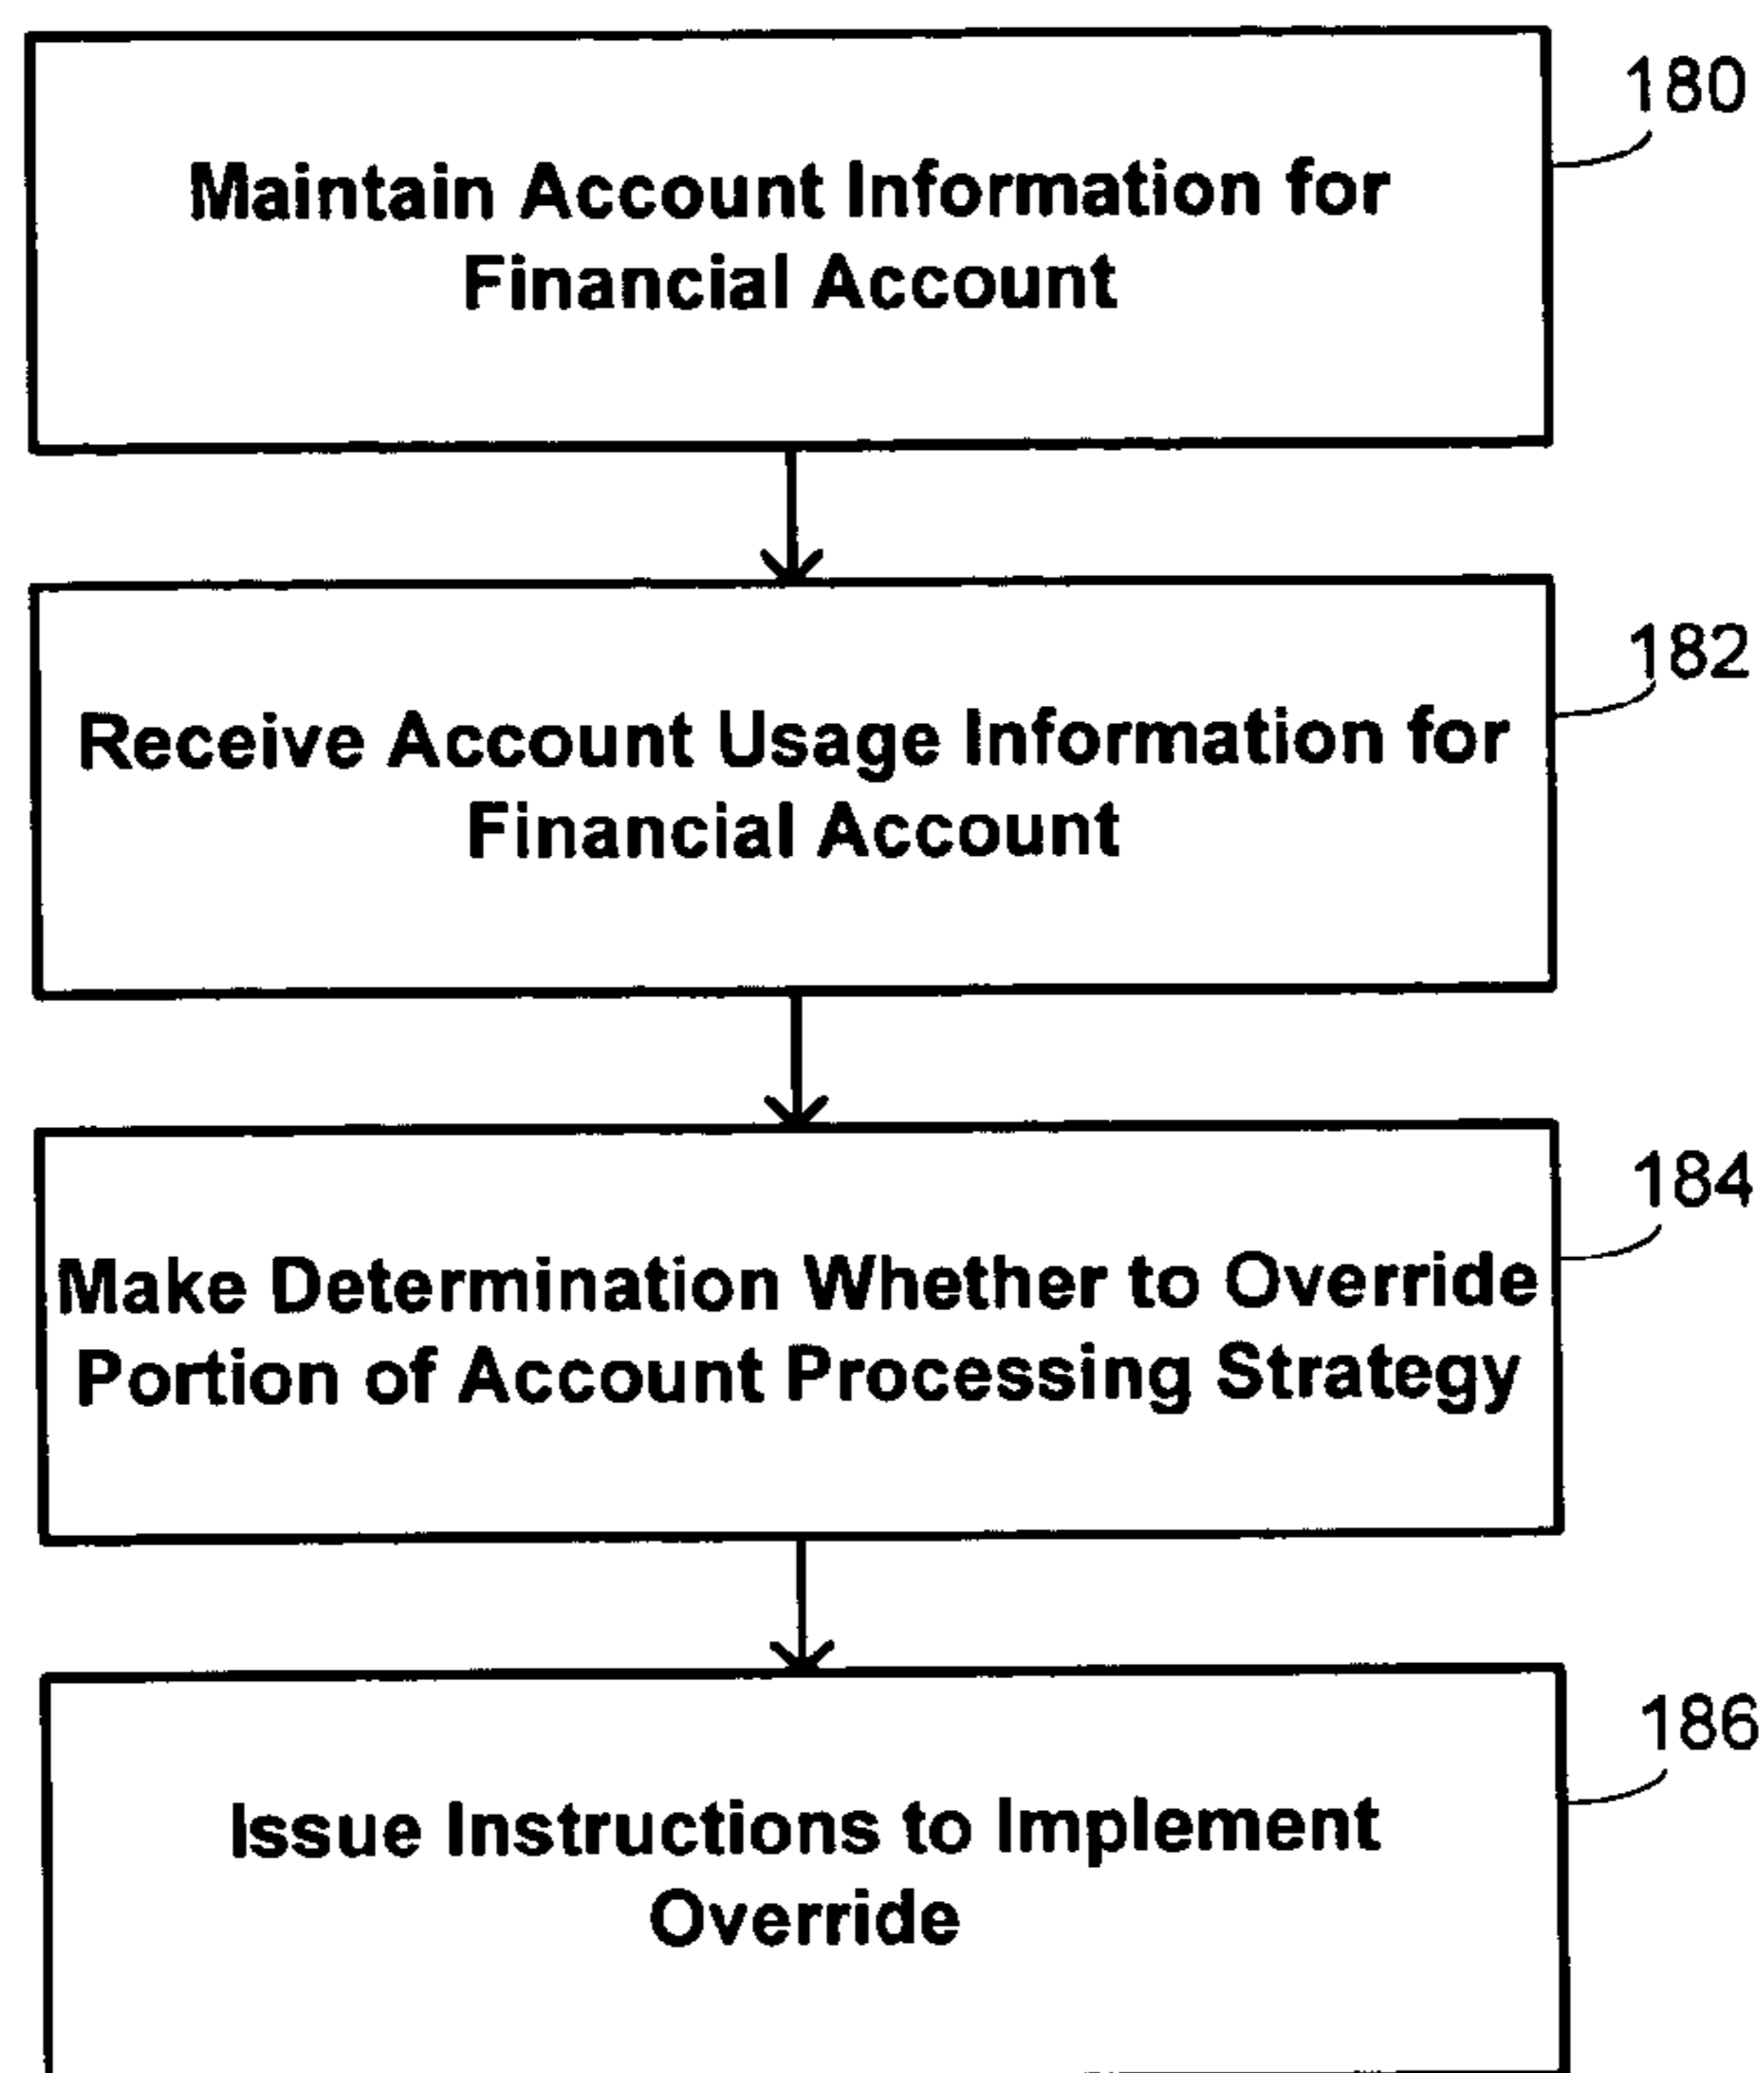 180
Maintain Account Information for
Financial Account
182
Receive Account Usage Information for
Financial Account
184
Make Determination Whether to Override
Portion of Account Processing Strategy
186
Issue Instructions to Implement
Override